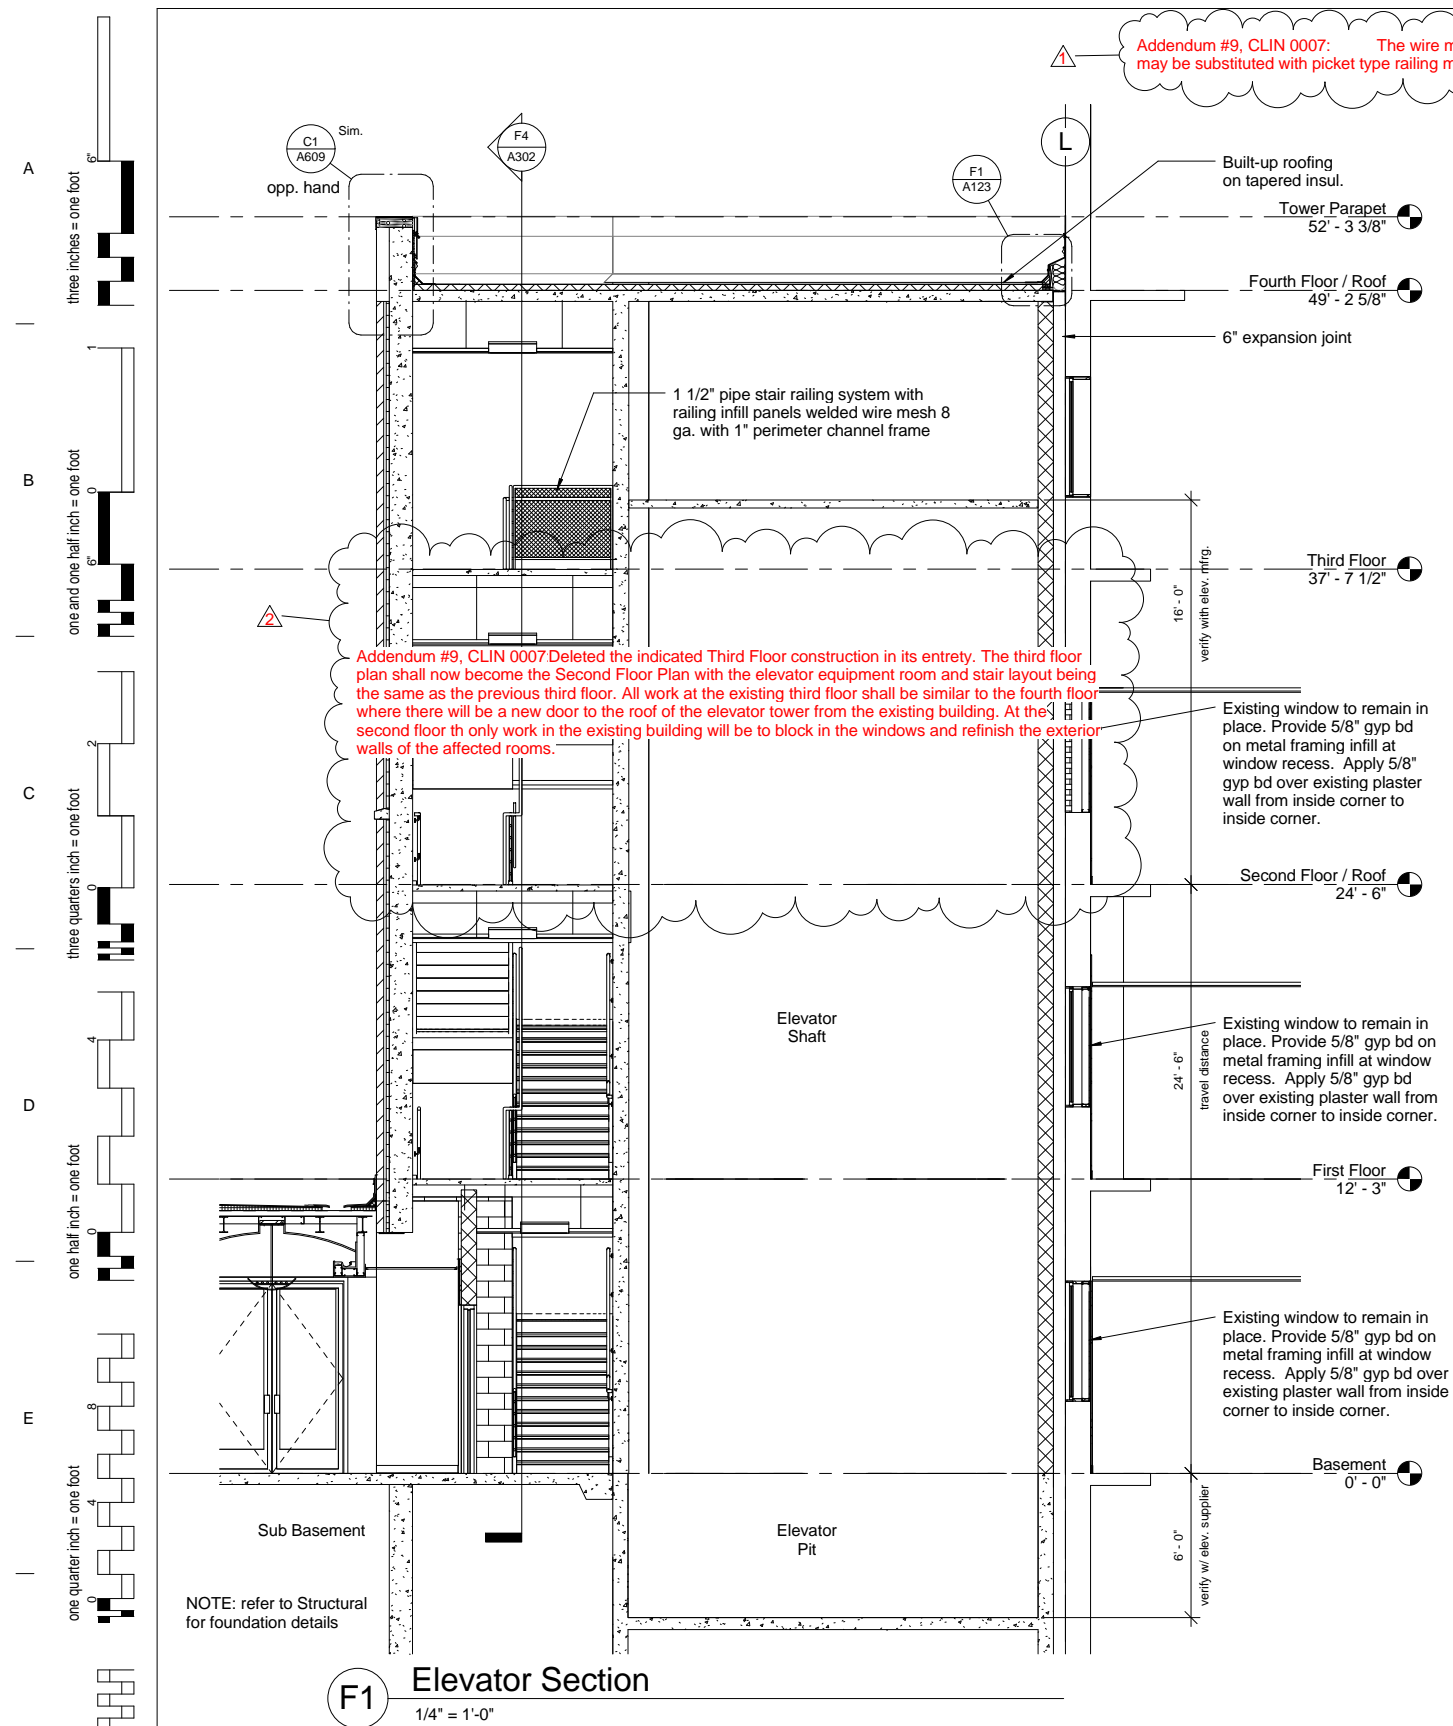 Addendum #9, CLIN 0007: The wire
may be substituted with picket type railing
1
C1
A609
Sim.
opp. hand
F4
A302
F1
A123
L
Built-up roofing
on tapered insul.
Tower Parapet
52' - 3 3/8"
Fourth Floor / Roof
49' - 2 5/8"
6" expansion joint
1 1/2" pipe stair railing system with
railing infill panels welded wire mesh 8
ga. with 1" perimeter channel frame
Third Floor
37' - 7 1/2"
16' - 0"
verify with elev. mfrg.
2
Addendum #9, CLIN 0007:Deleted the indicated Third Floor construction in its entrety. The third floor
plan shall now become the Second Floor Plan with the elevator equipment room and stair layout being
the same as the previous third floor. All work at the existing third floor shall be similar to the fourth floor
where there will be a new door to the roof of the elevator tower from the existing building. At the
second floor th only work in the existing building will be to block in the windows and refinish the exterior
walls of the affected rooms.
Existing window to remain in
place. Provide 5/8" gyp bd
on metal framing infill at
window recess. Apply 5/8"
gyp bd over existing plaster
wall from inside corner to
inside corner.
Second Floor / Roof
24' - 6"
Elevator
Shaft
24' - 6"
travel distance
Existing window to remain in
place. Provide 5/8" gyp bd on
metal framing infill at window
recess. Apply 5/8" gyp bd
over existing plaster wall from
inside corner to inside corner.
First Floor
12' - 3"
Existing window to remain in
place. Provide 5/8" gyp bd on
metal framing infill at window
recess. Apply 5/8" gyp bd over
existing plaster wall from inside
corner to inside corner.
Basement
0' - 0"
Sub Basement
Elevator
Pit
6' - 0"
verify w/ elev. supplier
NOTE: refer to Structural
for foundation details
F1
Elevator Section
1/4" = 1'-0"
A
B
C
D
E
three inches = one foot
6"
one and one half inch = one foot
1
0
6"
three quarters inch = one foot
2
0
one half inch = one foot
4
0
one quarter inch = one foot
8
4
0